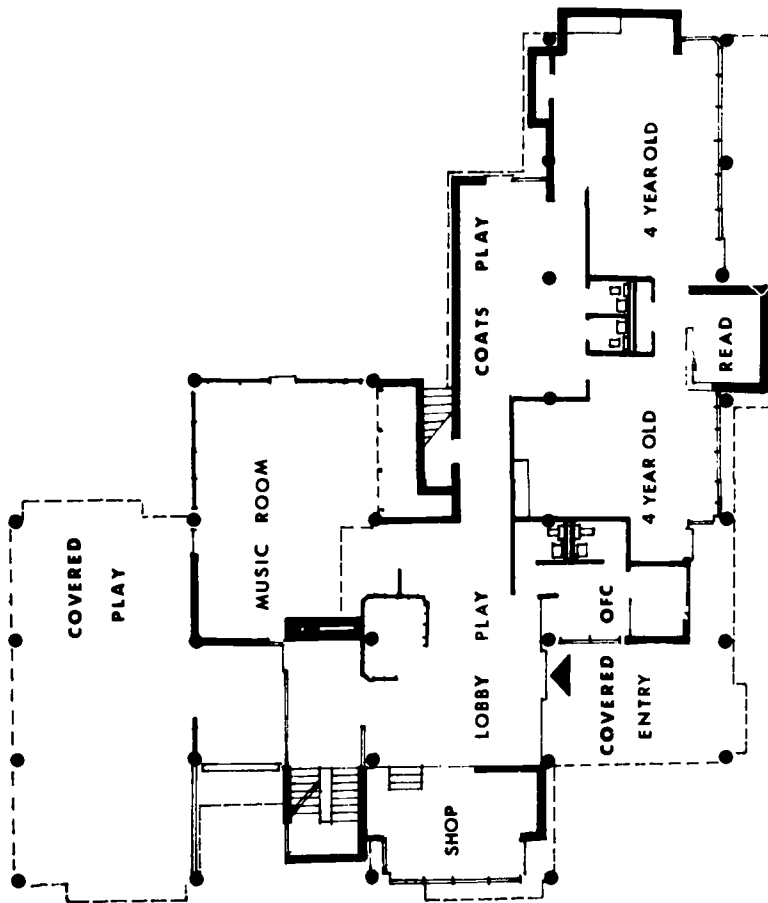 COVERED
PLAY
MUSIC ROOM
COATS PLAY
4 YEAR OLD
READ
4 YEAR OLD
LOBBY PLAY
OFC
COVERED
ENTRY
SHOP